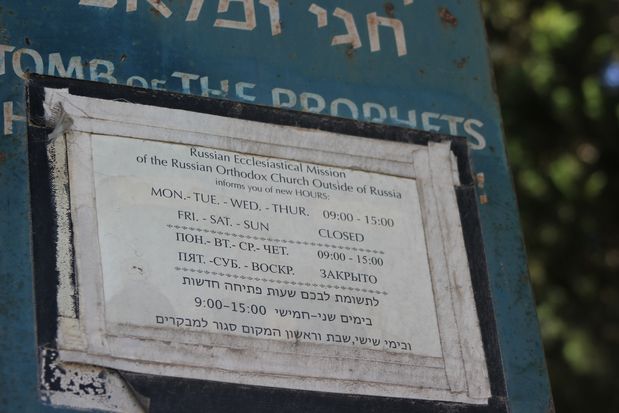 חגי ומלאכי
TOMB OF THE PROPHETS
Russian Ecclesiastical Mission
of the Russian Orthodox Church Outside of Russia
informs you of new HOURS:
MON.- TUE. - WED. - THUR. 09:00 - 15:00
FRI. - SAT. - SUN CLOSED
ПОН.- ВТ.- СР.- ЧЕТ. 09:00 - 15:00
ПЯТ. -СУБ. - ВОСКР. ЗАКРЫТО
לתשומת לבכם שעות פתיחה חדשות
בימים שני-חמישי 9:00-15:00
ובימי שישי, שבת וראשון המקום סגור למבקרים